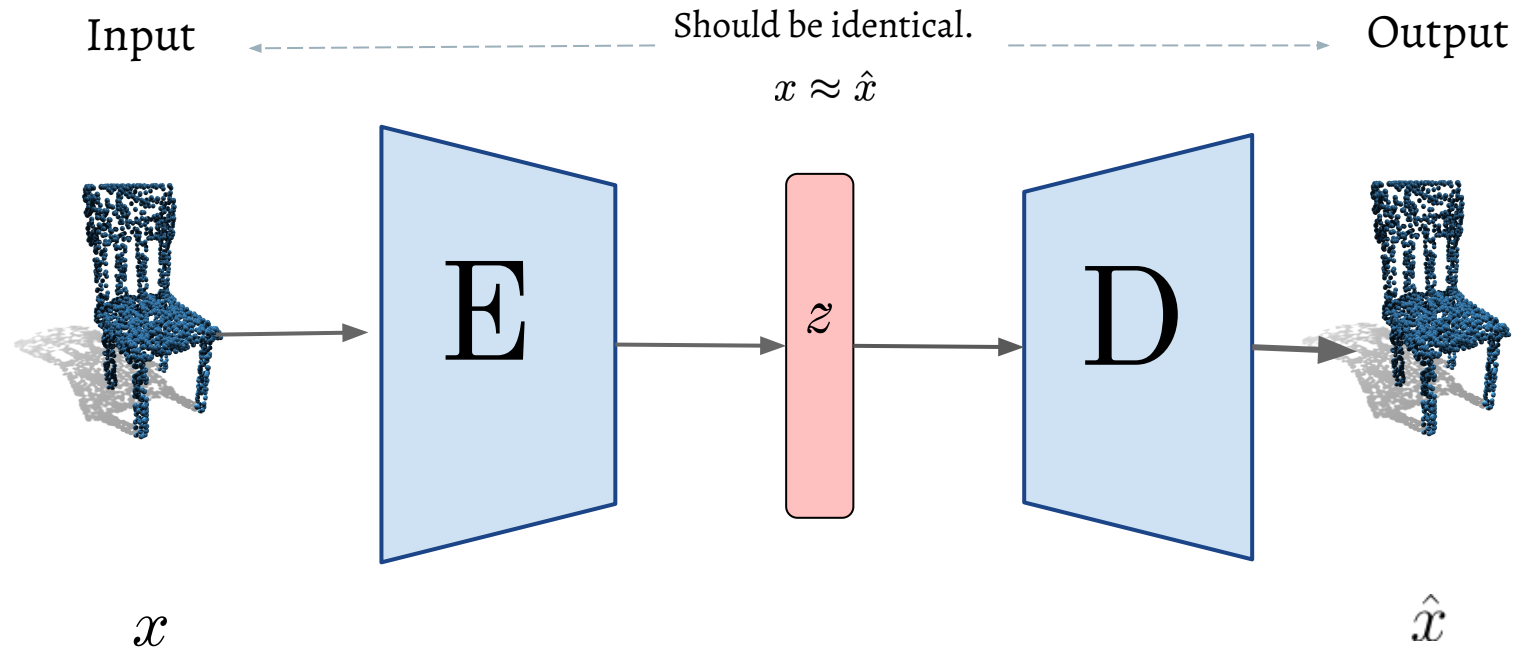 Input
Should be identical.
Output
x ≈ x̂
E
z
D
x
x̂